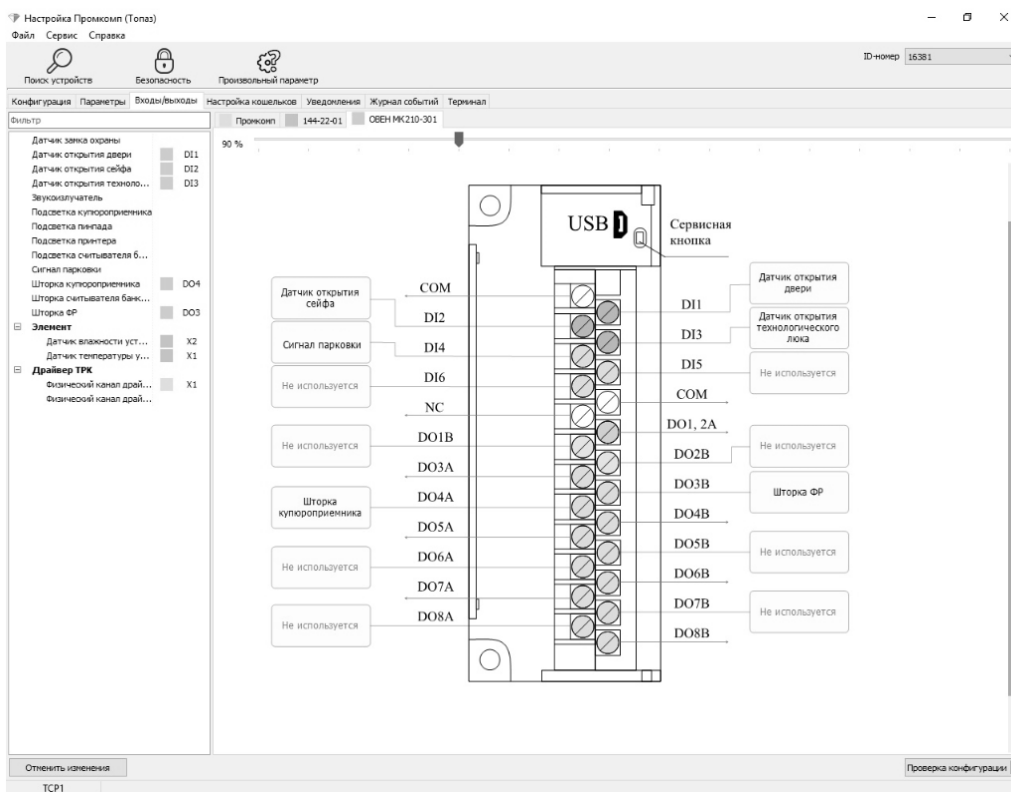 Настройка Промкомп (Топаз)
Файл Сервис Справка
Поиск устройств Безопасность Произвольный параметр
ID-номер 16381
Конфигурация Параметры Входы/выходы Настройка кошельков Уведомления Журнал событий Терминал
Фильтр
Промкомп 144-22-01 ОВЕН МК210-301
90 %
Датчик замка охраны
Датчик открытия двери DI1
Датчик открытия сейфа DI2
Датчик открытия техноло... DI3
Звукоизлучатель
Подсветка купюроприемника
Подсветка пинпада
Подсветка принтера
Подсветка считывателя б...
Сигнал парковки
Шторка купюроприемника DO4
Шторка считывателя банк...
Шторка ФР DO3
Элемент
Датчик влажности уст... X2
Датчик температуры у... X1
Драйвер ТРК
Физический канал драй... X1
Физический канал драй...
USB
Сервисная
кнопка
Датчик открытия
сейфа
Сигнал парковки
Не используется
Не используется
Шторка
купюроприемника
Не используется
Не используется
COM
DI2
DI4
DI6
NC
DO1B
DO3A
DO4A
DO5A
DO6A
DO7A
DO8A
DI1
DI3
DI5
COM
DO1, 2A
DO2B
DO3B
DO4B
DO5B
DO6B
DO7B
DO8B
Датчик открытия
двери
Датчик открытия
технологического
люка
Не используется
Не используется
Шторка ФР
Не используется
Не используется
Отменить изменения
Проверка конфигурации
TCP1